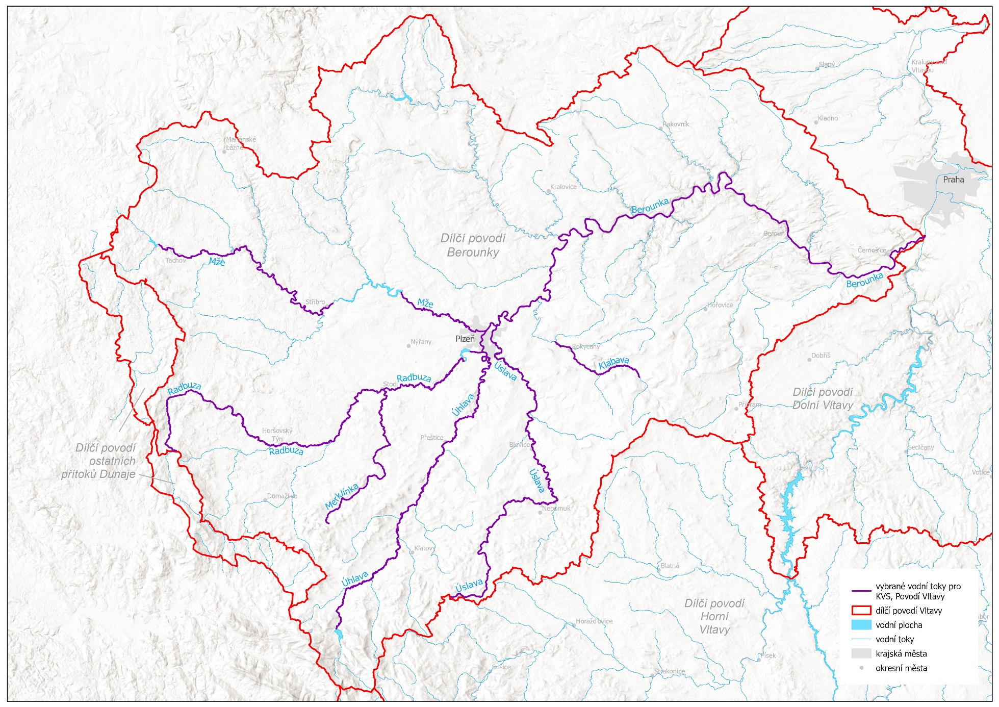 Slaný
Kralupy nad
Vltavou
Kladno
Rakovník
Mariánské
Lázně
Praha
Kralovice
Berounka
Beroun
Dílčí povodí
Berounky
Černošice
Tachov
Mže
Berounka
Stříbro
Mže
Hořovice
Plzeň
Nýřany
Rokycany
Dobříš
Klabava
Úslava
Radbuza
Stod
Radbuza
Dílčí povodí
Dolní Vltavy
Příbram
Úhlava
Horšovský
Týn
Přeštice
Blovice
Radbuza
Sedlčany
Dílčí povodí
ostatních
přítoků Dunaje
Votice
Úslava
Merklínka
Domažlice
Nepomuk
Klatovy
Blatná
Úhlava
Úslava
Dílčí povodí
Horní
Vltavy
Horažďovice
Písek
Sušice
Strakonice
vybrané vodní toky pro
KVS, Povodí Vltavy
dílčí povodí Vltavy
vodní plocha
vodní toky
krajská města
okresní města